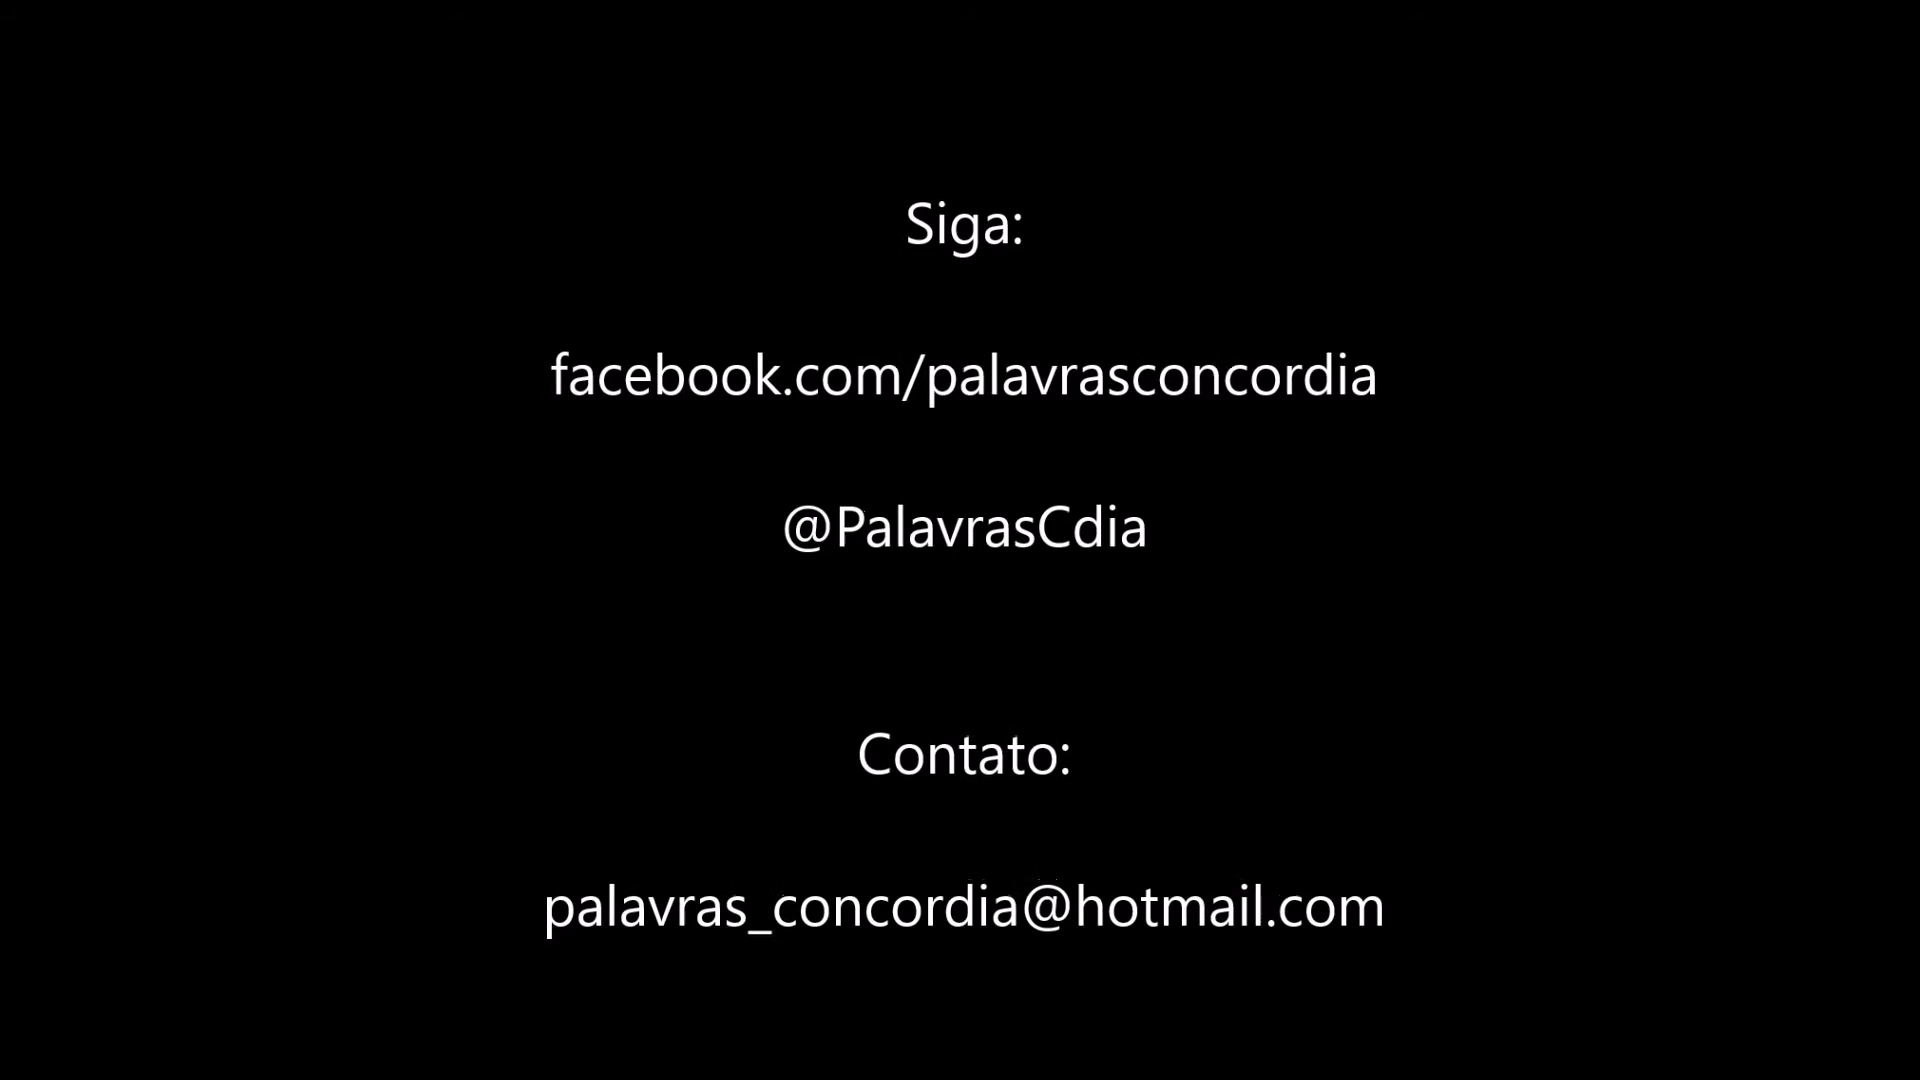 Siga:
facebook.com/palavrasconcordia
@PalavrasCdia
Contato:
palavras_concordia@hotmail.com